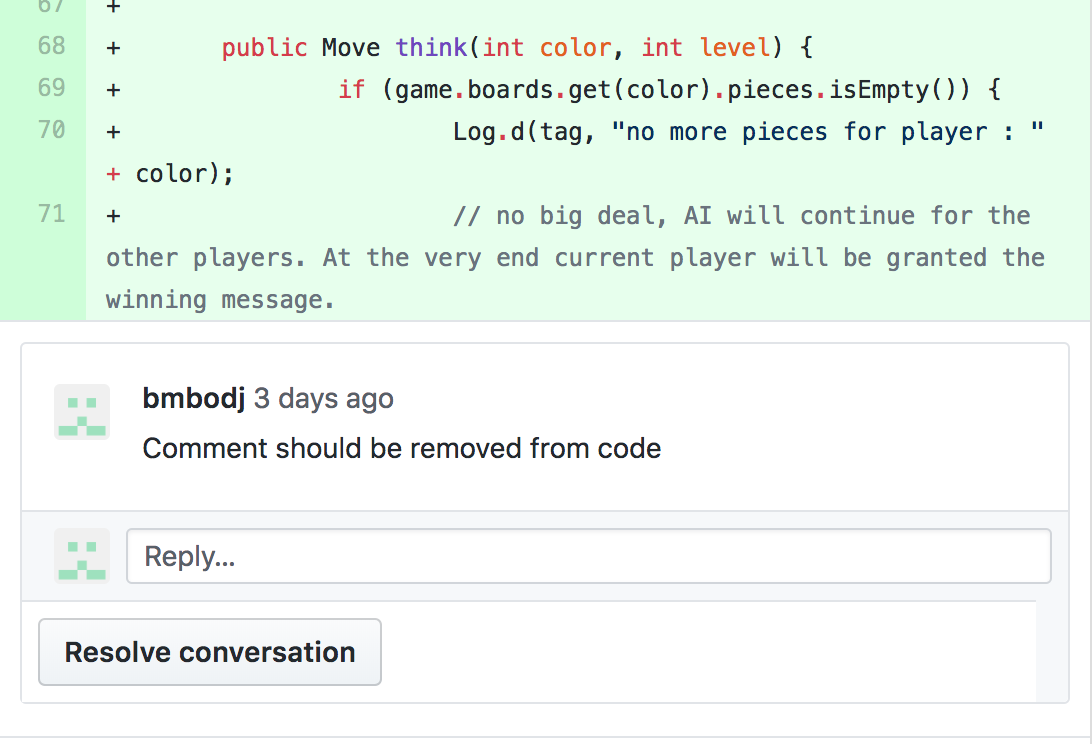 67 +
68 + public Move think(int color, int level) {
69 + if (game.boards.get(color).pieces.isEmpty()) {
70 + Log.d(tag, "no more pieces for player : "
+ color);
71 + // no big deal, AI will continue for the
other players. At the very end current player will be granted the
winning message.
bmbodj 3 days ago
Comment should be removed from code
Reply...
Resolve conversation